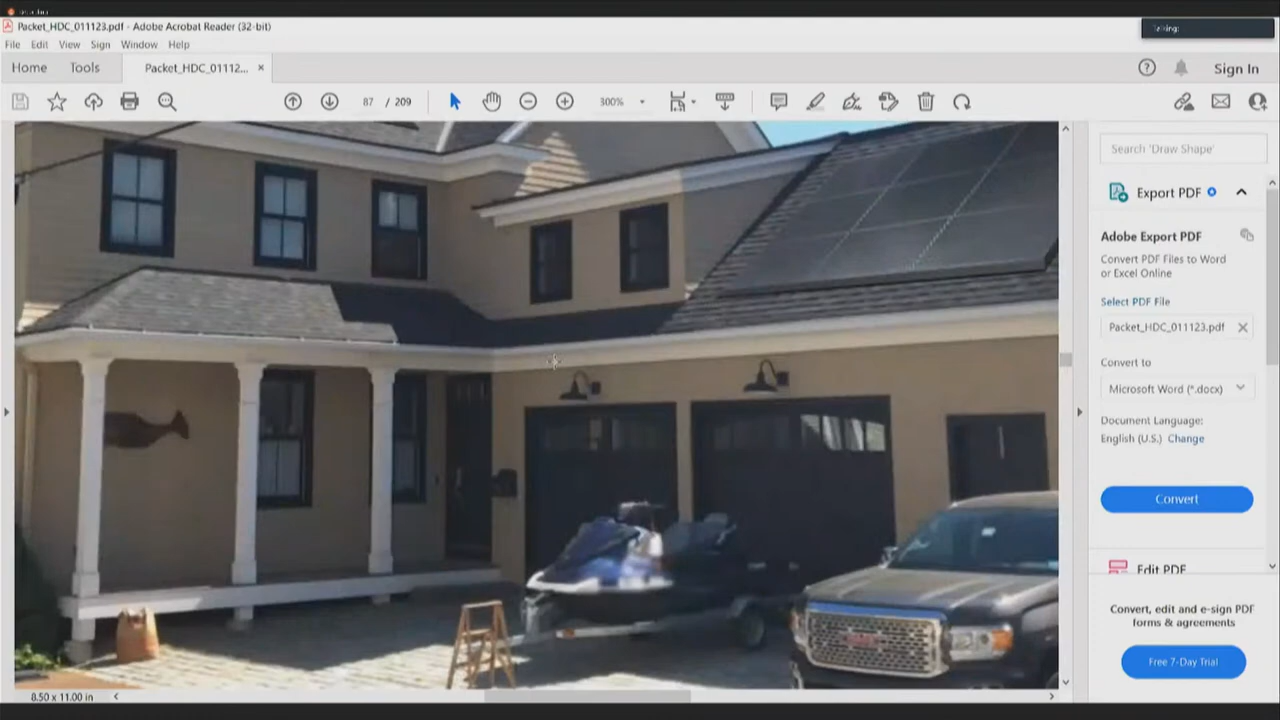 Packet_HDC_011123.pdf - Adobe Acrobat Reader (32-bit)
Talking:
File Edit View Sign Window Help
Home Tools Packet_HDC_01112... ×
Sign In
87 / 209
300%
Search 'Draw Shape'
Export PDF
Adobe Export PDF
Convert PDF Files to Word
or Excel Online
Select PDF File
Packet_HDC_011123.pdf
Convert to
Microsoft Word (*.docx)
Document Language:
English (U.S.) Change
Convert
Edit PDF
Convert, edit and e-sign PDF
forms & agreements
Free 7-Day Trial
GMC
8.50 x 11.00 in